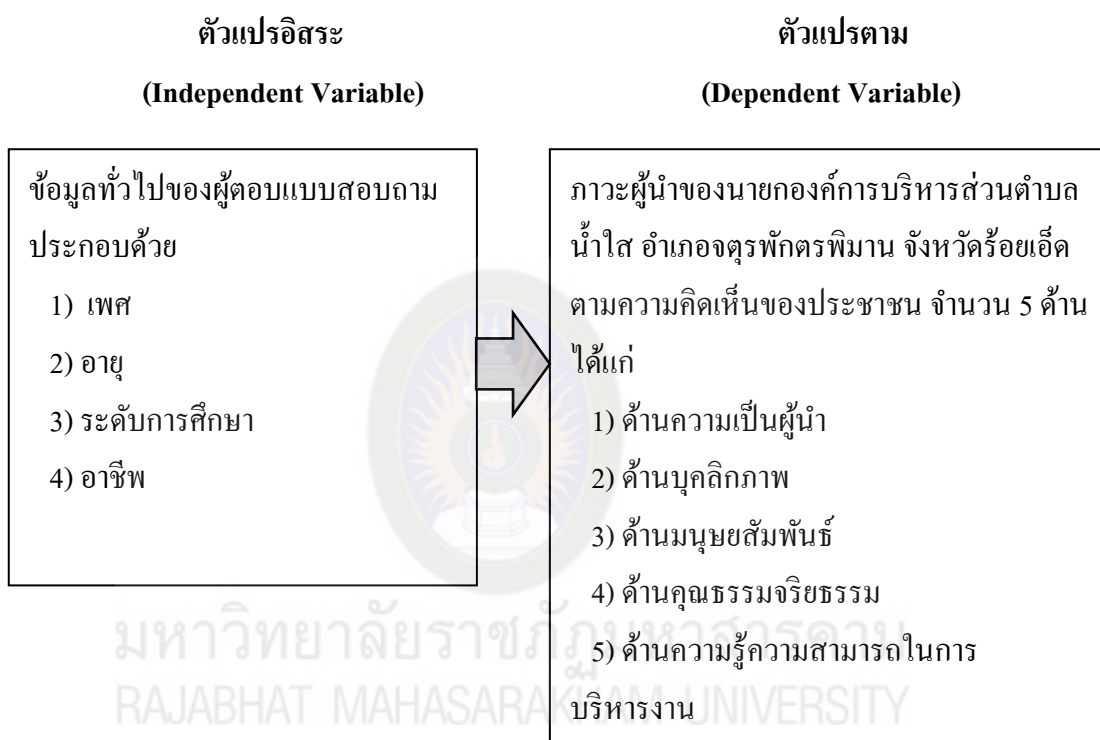 ตัวแปรอิสระ
(Independent Variable)
ข้อมูลทั่วไปของผู้ตอบแบบสอบถาม
ประกอบด้วย
1) เพศ
2) อายุ
3) ระดับการศึกษา
4) อาชีพ
ตัวแปรตาม
(Dependent Variable)
ภาวะผู้นำของนายกองค์การบริหารส่วนตำบล
น้ำใส อำเภอจตุรพักตรพิมาน จังหวัดร้อยเอ็ด
ตามความคิดเห็นของประชาชน จำนวน 5 ด้าน
ได้แก่
1) ด้านความเป็นผู้นำ
2) ด้านบุคลิกภาพ
3) ด้านมนุษยสัมพันธ์
4) ด้านคุณธรรมจริยธรรม
5) ด้านความรู้ความสามารถในการ
บริหารงาน
มหาวิทยาลัยราชภัฏมหาสารคาม
RAJABHAT MAHASARAKHAM UNIVERSITY